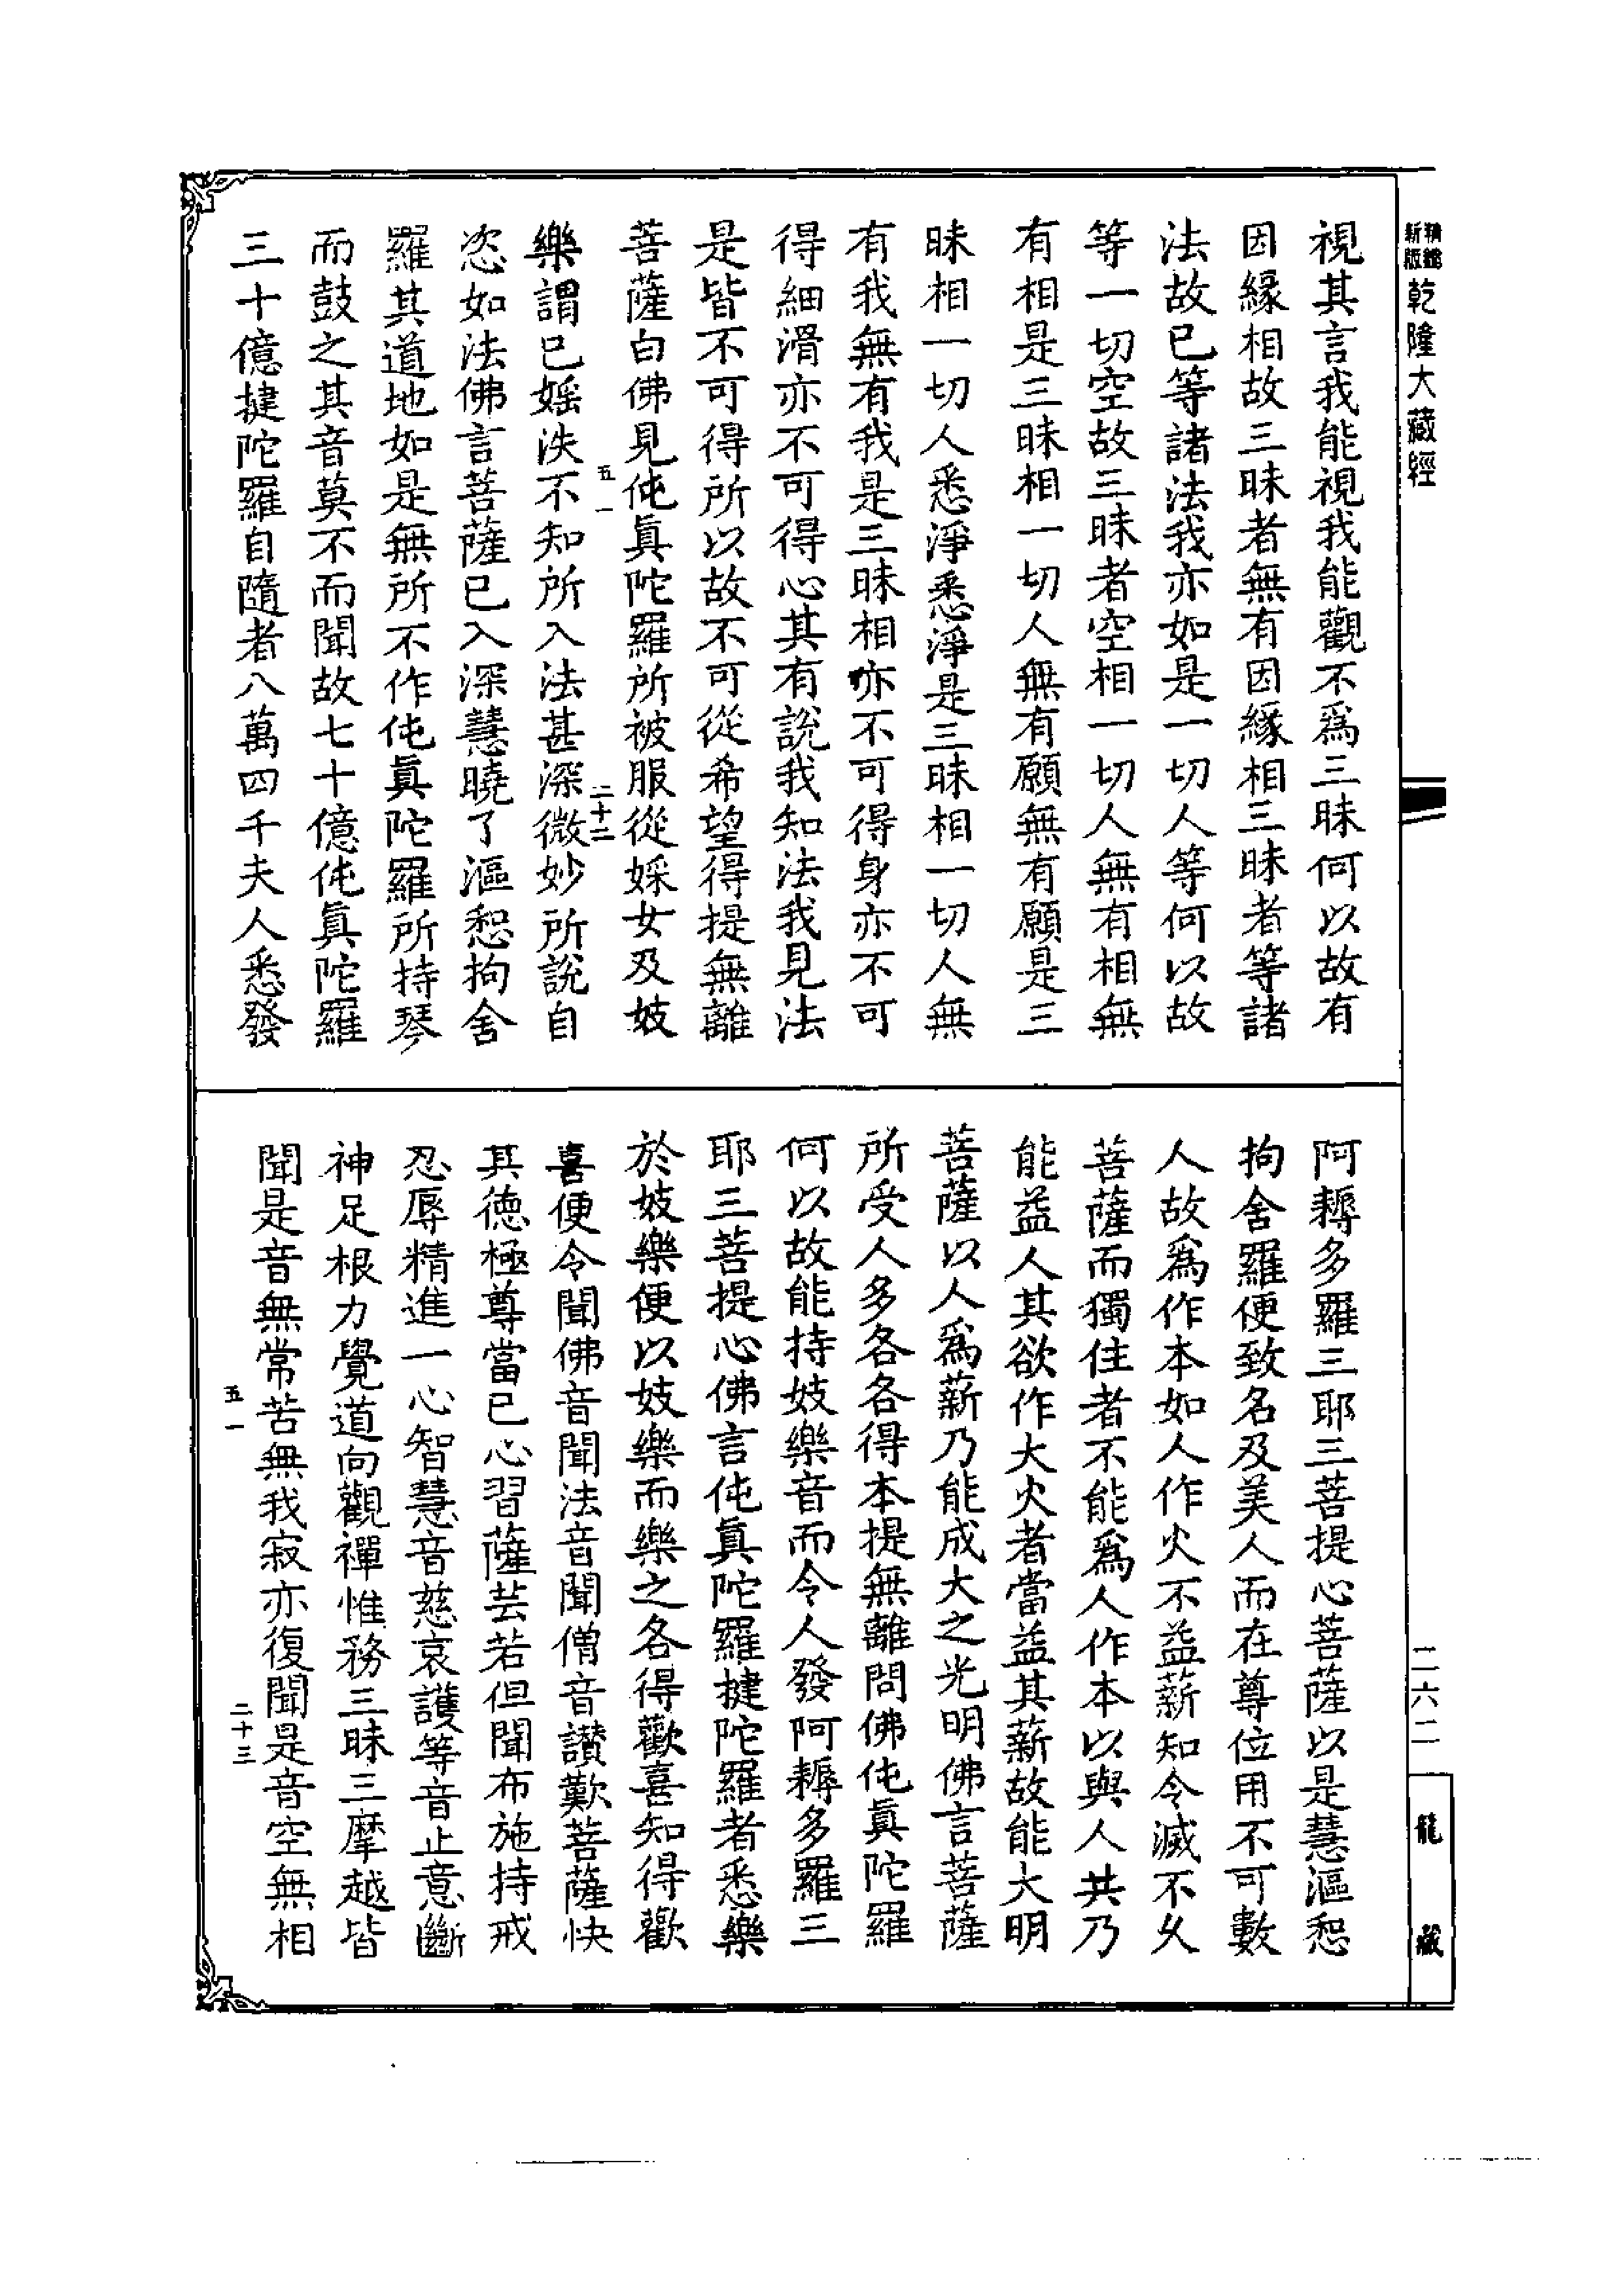 新版精鐫乾隆大藏經
視其言我能視我能觀不爲三昧何以故有
因緣相故三昧者無有因緣相三昧者等諸
法故已等諸法我亦如是一切人等何以故
等一切空故三昧者空相一切人無有相無
有相是三昧相一切人無有願無有願是三
昧相一切人悉淨悉淨是三昧相一切人無
有我無有我是三昧相亦不可得身亦不可
得細滑亦不可得心其有說我知法我見法
是皆不可得所以故不可從希望得提無離
菩薩白佛見伅眞陀羅所被服從婇女及妓
五一
二十二
樂謂已婬泆不知所入法甚深微妙所說自
恣如法佛言菩薩已入深慧曉了漚惒拘舍
羅其道地如是無所不作伅眞陀羅所持琴
而鼓之其音莫不而聞故七十億伅眞陀羅
三十億揵陀羅自隨者八萬四千夫人悉發
阿耨多羅三耶三菩提心菩薩以是慧漚惒
拘舍羅便致名及美人而在尊位用不可數
人故爲作本如人作火不益薪知令滅不久
菩薩而獨住者不能爲人作本以與人共乃
能益人其欲作大火者當益其薪故能大明
菩薩以人爲薪乃能成大之光明佛言菩薩
所受人多各各得本提無離問佛伅眞陀羅
何以故能持妓樂音而令人發阿耨多羅三
耶三菩提心佛言伅眞陀羅揵陀羅者悉樂
於妓樂便以妓樂而樂之各得歡喜知得歡
喜便令聞佛音聞法音聞僧音讚歎菩薩快
其德極尊當已心習薩芸若但聞布施持戒
忍辱精進一心智慧音慈哀護等音止意斷
神足根力覺道向觀禪惟務三昧三摩越皆
聞是音無常苦無我寂亦復聞是音空無相
五一
二十三
二六二
龍藏